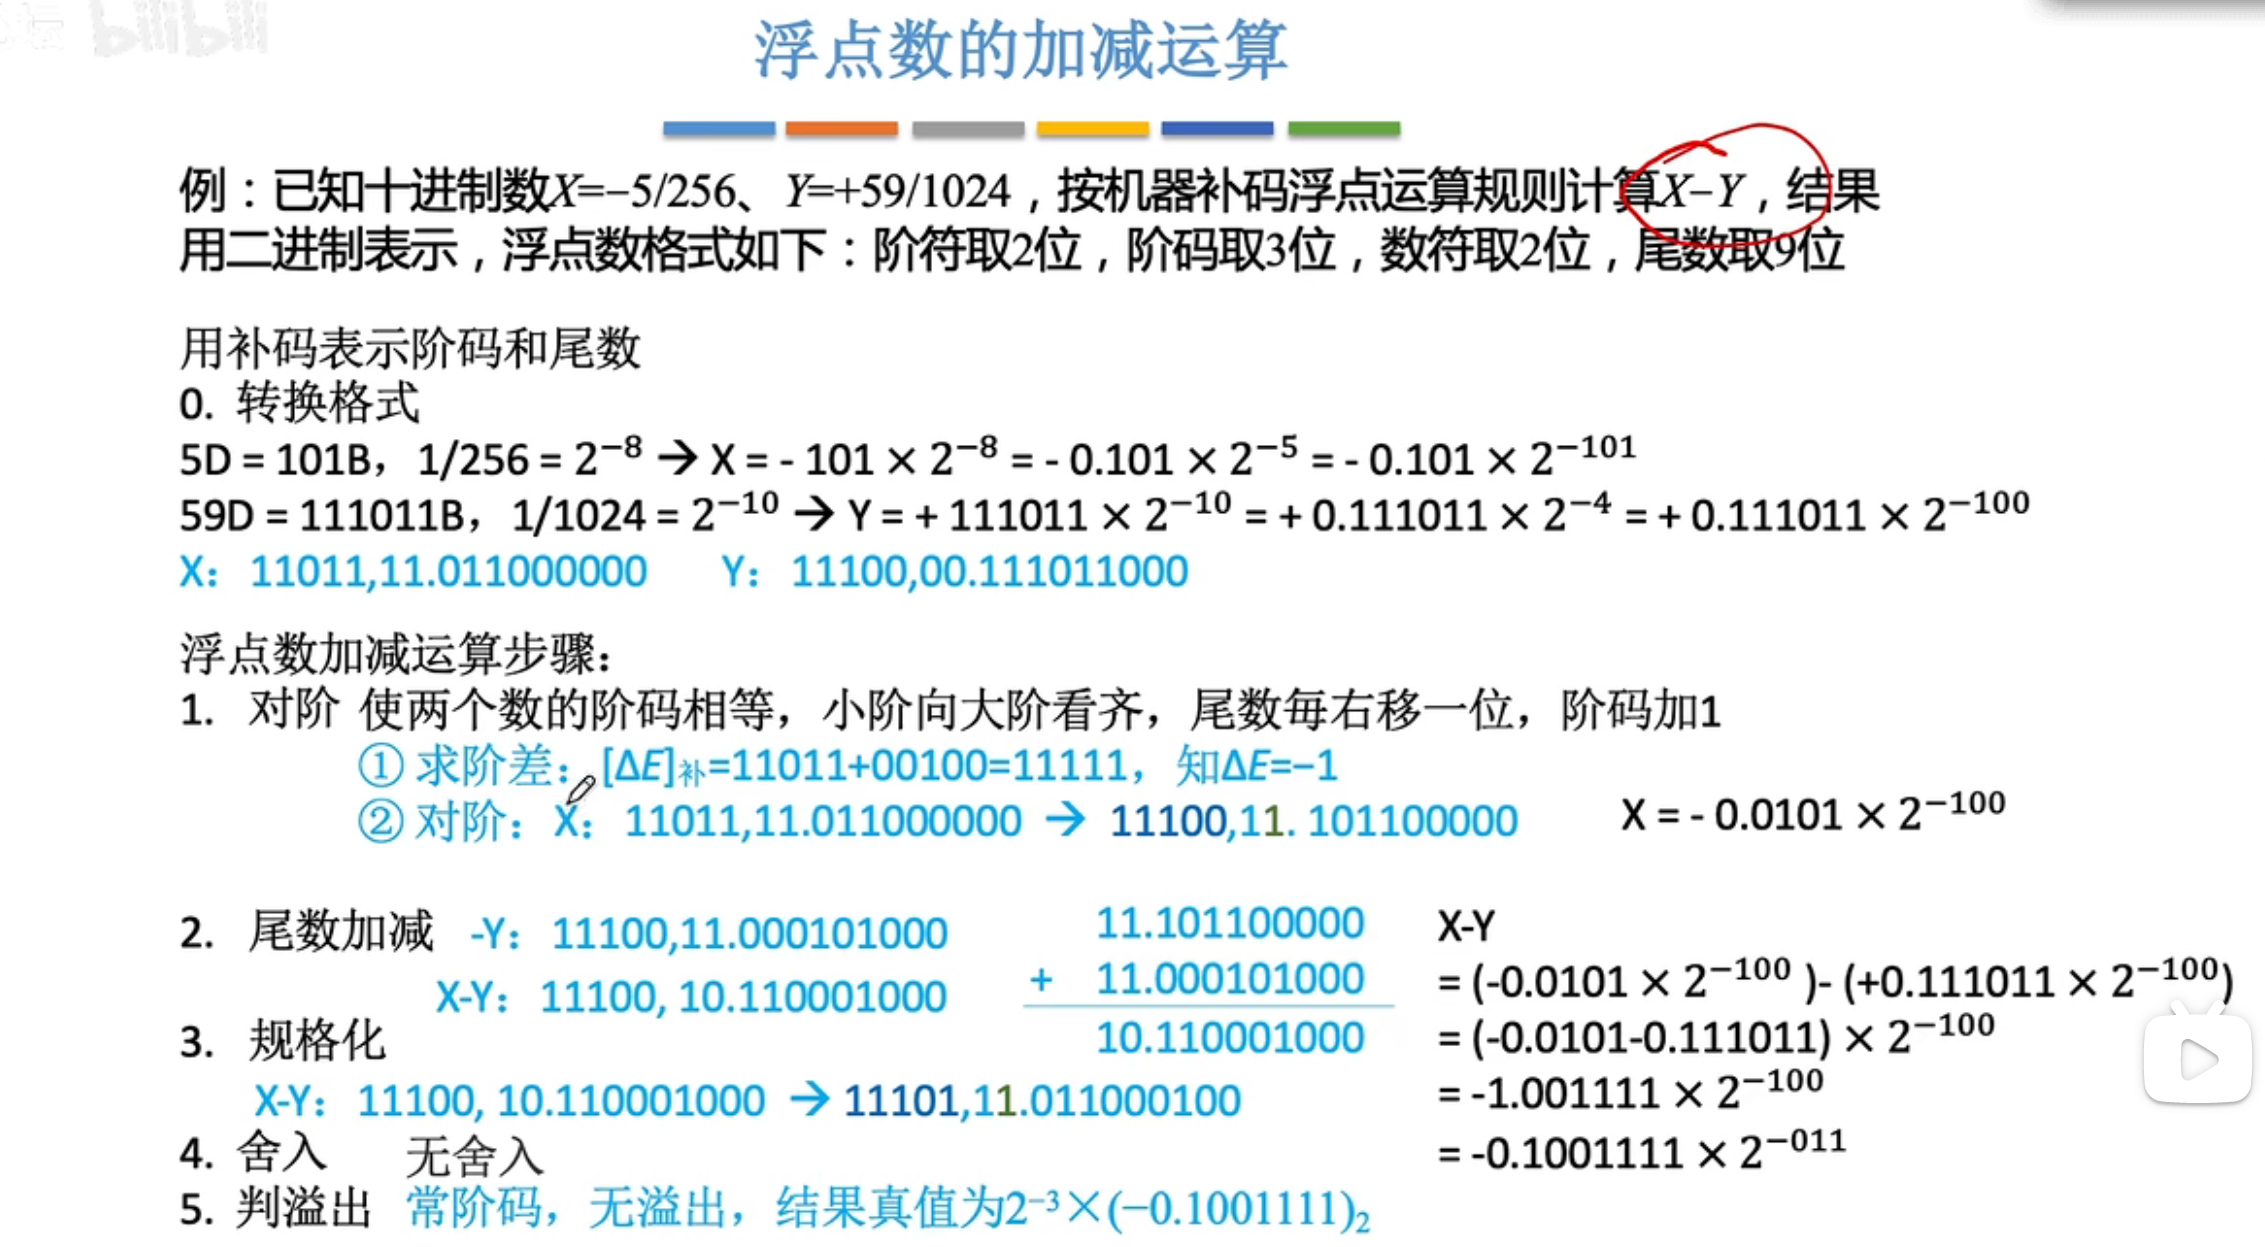 bilibili
浮点数的加减运算
例：已知十进制数X=−5/256、Y=+59/1024，按机器补码浮点运算规则计算X−Y，结果
用二进制表示，浮点数格式如下：阶符取2位，阶码取3位，数符取2位，尾数取9位
用补码表示阶码和尾数
0. 转换格式
5D = 101B， 1/256 = 2⁻⁸ → X = - 101 × 2⁻⁸ = - 0.101 × 2⁻⁵ = - 0.101 × 2⁻¹⁰¹
59D = 111011B， 1/1024 = 2⁻¹⁰ → Y = + 111011 × 2⁻¹⁰ = + 0.111011 × 2⁻⁴ = + 0.111011 × 2⁻¹⁰⁰
X： 11011,11.011000000 Y： 11100,00.111011000
浮点数加减运算步骤：
1. 对阶 使两个数的阶码相等，小阶向大阶看齐，尾数每右移一位，阶码加1
① 求阶差：[ΔE]补=11011+00100=11111，知ΔE=−1
② 对阶： X： 11011,11.011000000 → 11100,11. 101100000 X = - 0.0101 × 2⁻¹⁰⁰
2. 尾数加减 -Y： 11100,11.000101000
X-Y： 11100, 10.110001000
11.101100000
+ 11.000101000
10.110001000
X-Y
= (-0.0101 × 2⁻¹⁰⁰ )- (+0.111011 × 2⁻¹⁰⁰)
= (-0.0101-0.111011) × 2⁻¹⁰⁰
= -1.001111 × 2⁻¹⁰⁰
= -0.1001111 × 2⁻⁰¹¹
3. 规格化
X-Y： 11100, 10.110001000 → 11101,11.011000100
4. 舍入 无舍入
5. 判溢出 常阶码，无溢出，结果真值为2⁻³×(−0.1001111)₂